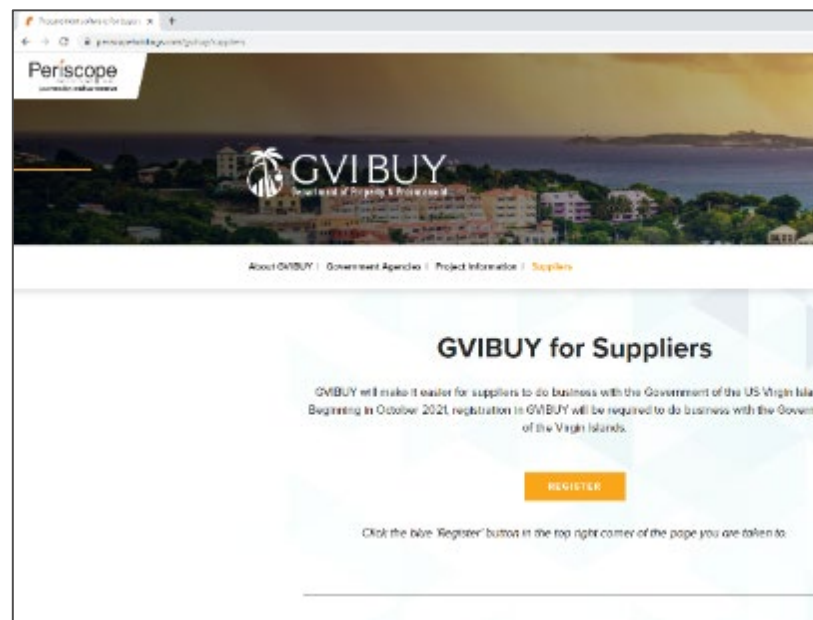 Periscope
GVIBUY
Department of Property & Procurement
About GVIBUY | Government Agencies | Project Information | Suppliers
GVIBUY for Suppliers
GVIBUY will make it easier for suppliers to do business with the Government of the US Virgin Isla
Beginning in October 2021, registration in GVIBUY will be required to do business with the Govern
of the Virgin Islands.
REGISTER
Click the blue 'Register' button in the top right corner of the page you are taken to.